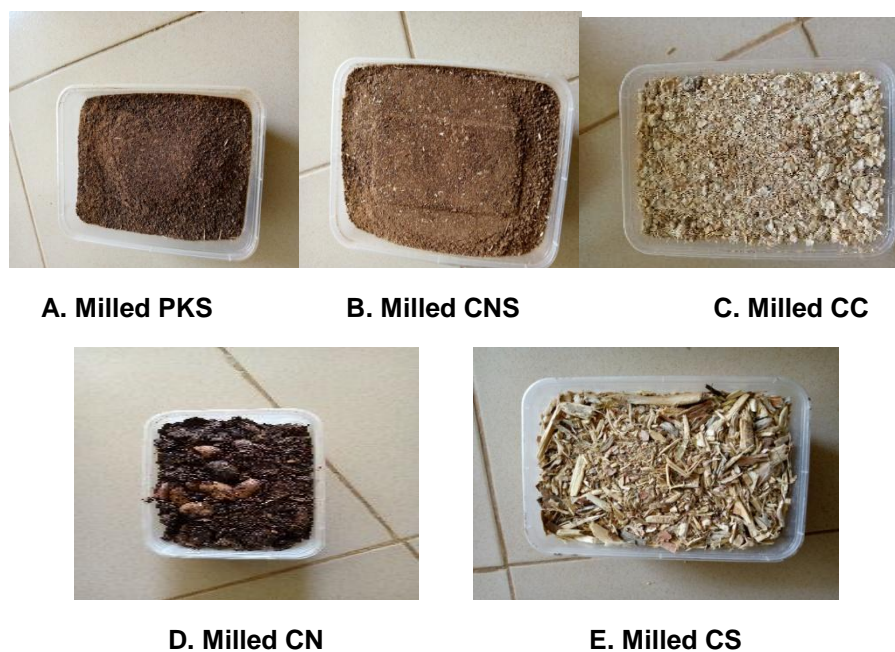 A. Milled PKS
B. Milled CNS
C. Milled CC
D. Milled CN
E. Milled CS